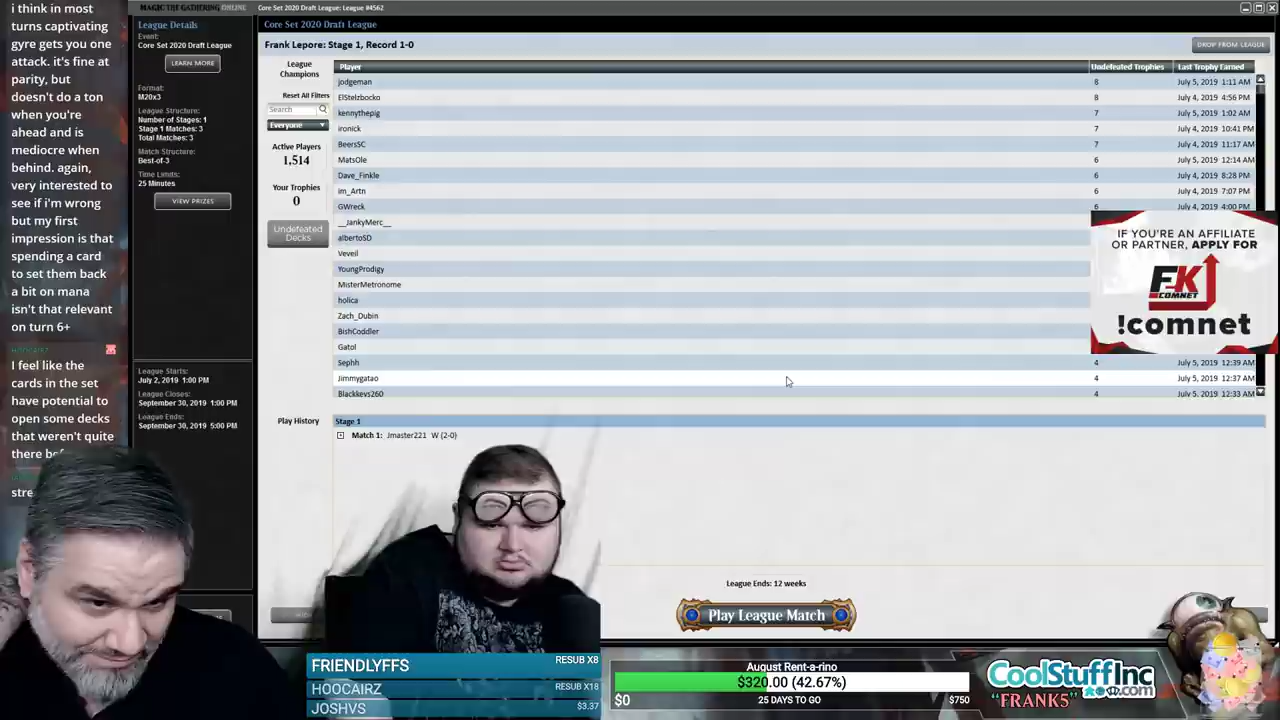 i think in most
turns capturing
gyre gets you one
attack. it's fine at
parity, but
doesn't do a ton
when you're
ahead and is
mediocre when
behind. again,
very interested to
see if i'm wrong
but my first
impression is that
spending a card
to set them back
a bit on mana
isn't that relevant
on turn 6+
HOOCAIRZ
I feel like the
cards in the set
have potential to
open some decks
that weren't quite
there
stre
MAGIC THE GATHERING ONLINE
Core Set 2020 Draft League: League #4562
League Details
Event:
Core Set 2020 Draft League
LEARN MORE
Format:
M20x3
League Structure:
Number of Stages: 1
Stage 1 Matches: 3
Total Matches: 3
Match Structure:
Best-of-3
Time Limits:
25 Minutes
VIEW PRIZES
League Starts:
July 2, 2019 1:00 PM
League Closes:
September 30, 2019 1:00 PM
League Ends:
September 30, 2019 5:00 PM
Core Set 2020 Draft League
Frank Lepore: Stage 1, Record 1-0
DROP FROM LEAGUE
League
Champions
Reset All Filters
Search
Everyone
Active Players
1,514
Your Trophies
0
Undefeated
Decks
Player Undefeated Trophies Last Trophy Earned
jodgeman 8 July 5, 2019 1:11 AM
ElStelzbocko 8 July 4, 2019 4:56 PM
kennythepig 7 July 5, 2019 1:02 AM
ironick 7 July 4, 2019 10:41 PM
BeersSC 7 July 4, 2019 11:17 AM
MatsOle 6 July 5, 2019 12:14 AM
Dave_Finkle 6 July 4, 2019 8:28 PM
im_Artn 6 July 4, 2019 7:07 PM
GWreck 6 July 4, 2019 4:00 PM
__JankyMerc__
albertoSD
Veveil
YoungProdigy
MisterMetronome
holica
Zach_Dubin
BishCoddler
Gatol
Sephh 4 July 5, 2019 12:39 AM
Jimmygatao 4 July 5, 2019 12:37 AM
Blackkeys260 4 July 5, 2019 12:33 AM
IF YOU'RE AN AFFILIATE
OR PARTNER, APPLY FOR
FK
COMNET
!comnet
Play History
Stage 1
Match 1: Jmaster221 W (2-0)
League Ends: 12 weeks
Play League Match
FRIENDLYFFS RESUB X8
HOOCAIRZ RESUB X18
JOSHVS $3.37
August Rent-a-rino
$320.00 (42.67%)
$0 25 DAYS TO GO $750
CoolStuffInc
.com
"FRANK5"